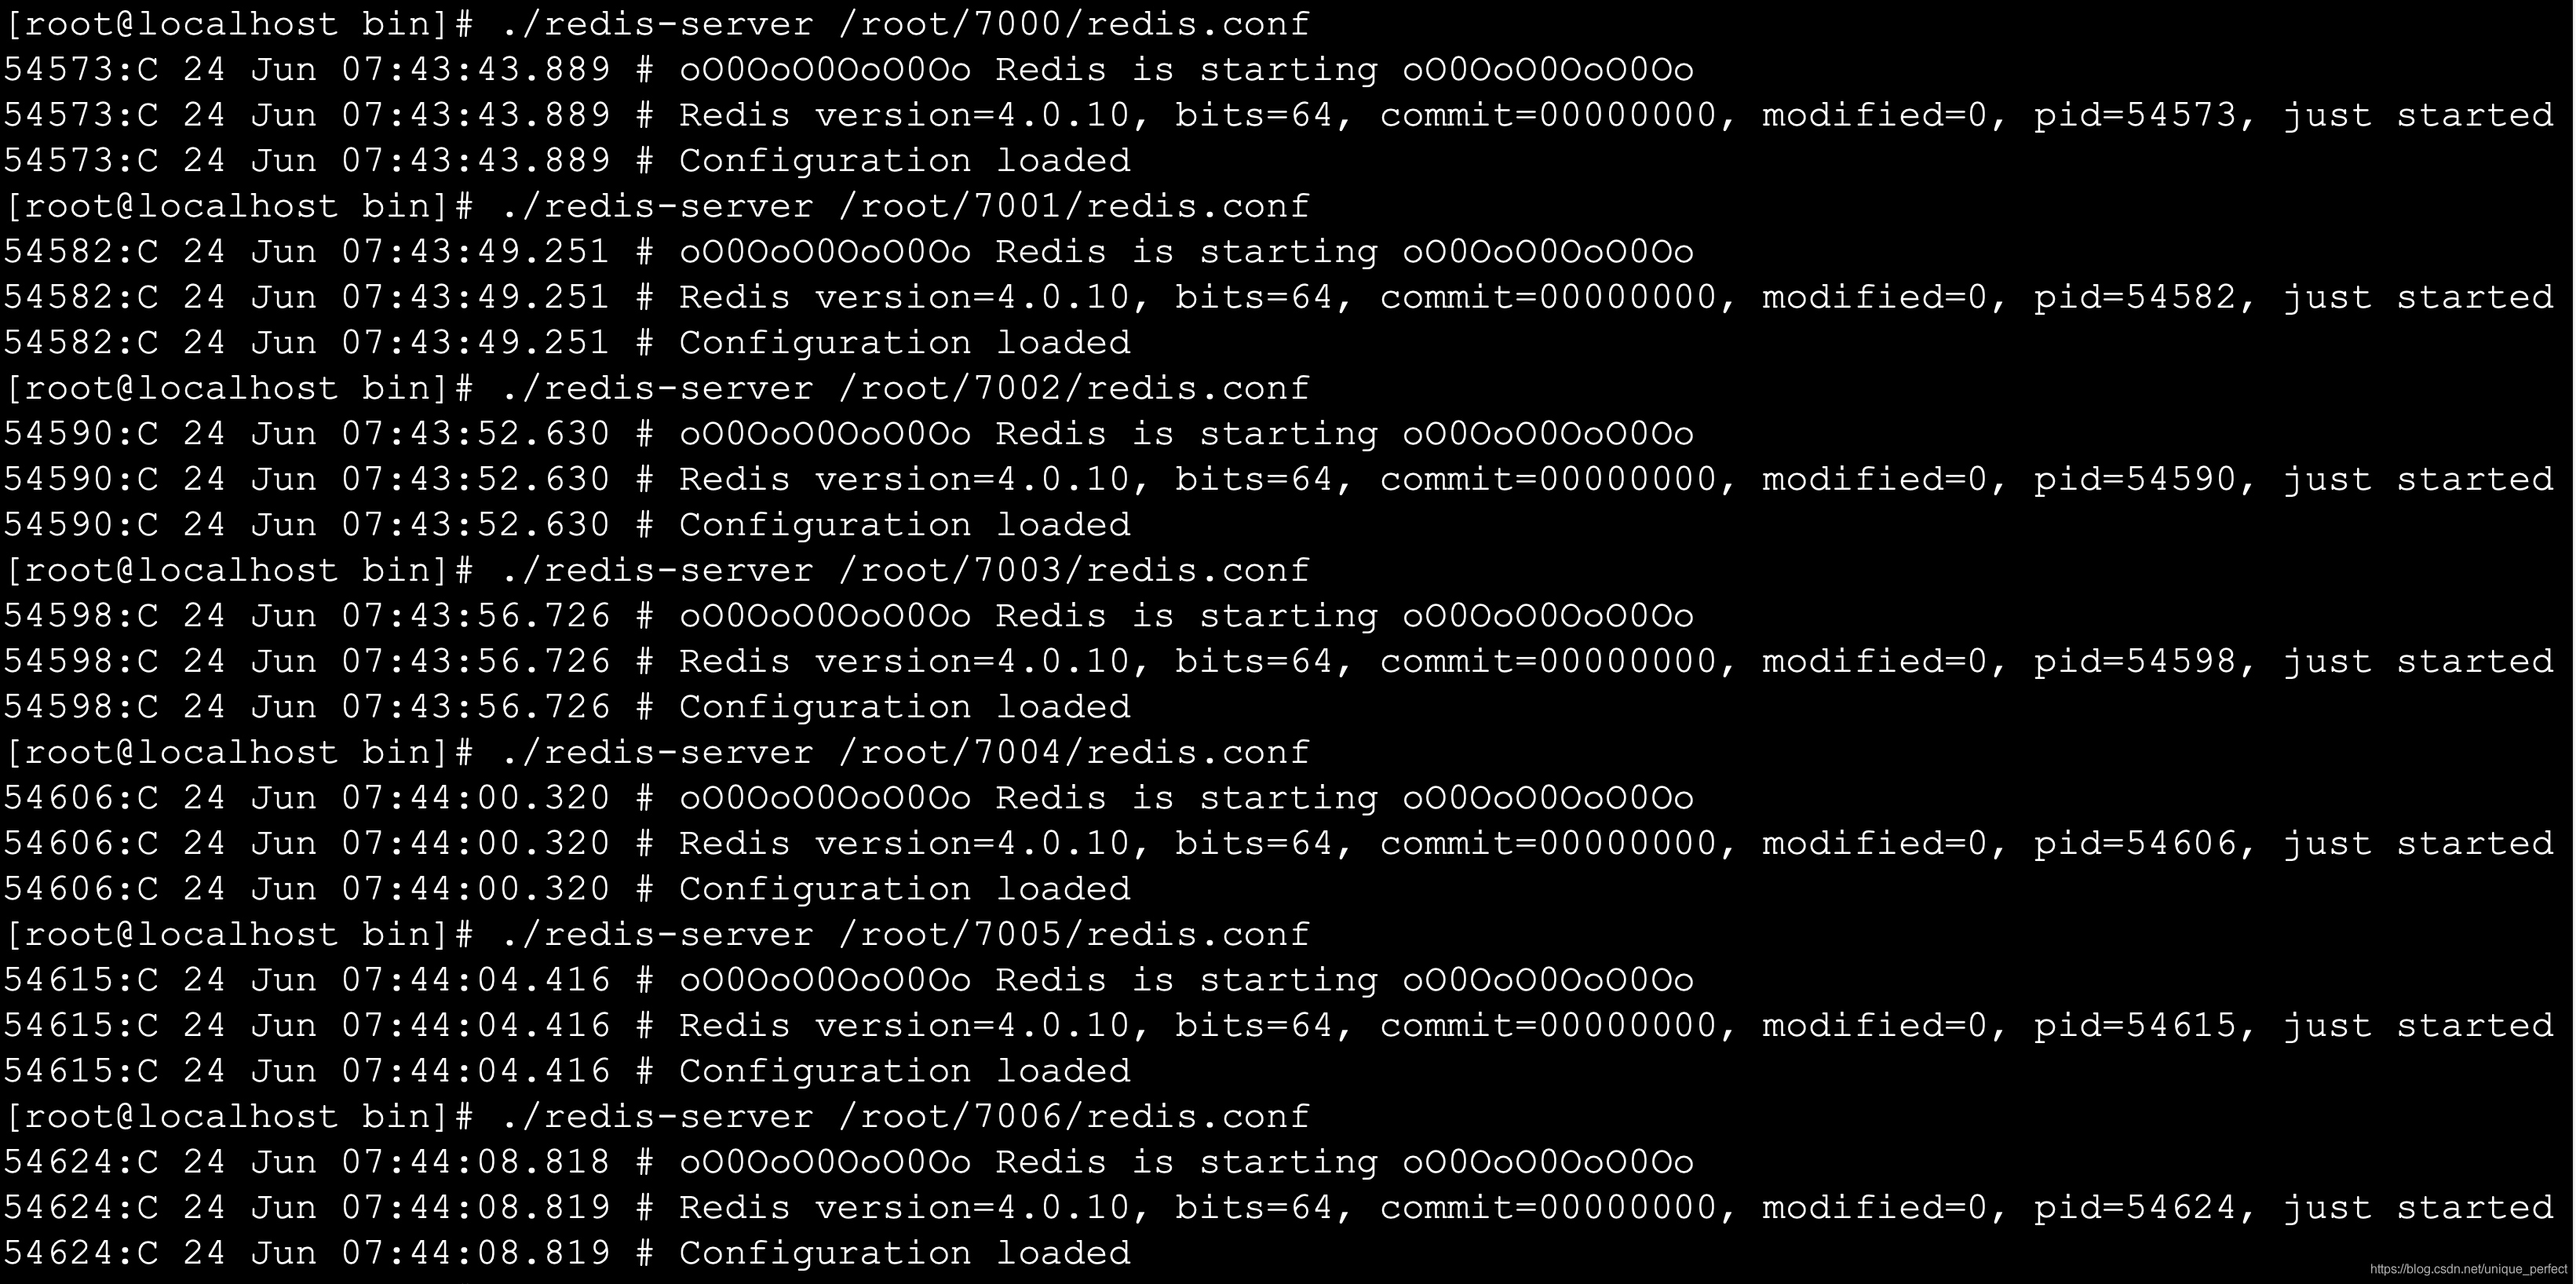 [root@localhost bin]# ./redis-server /root/7000/redis.conf
54573:C 24 Jun 07:43:43.889 # oO0OoO0OoO0Oo Redis is starting oO0OoO0OoO0Oo
54573:C 24 Jun 07:43:43.889 # Redis version=4.0.10, bits=64, commit=00000000, modified=0, pid=54573, just started
54573:C 24 Jun 07:43:43.889 # Configuration loaded
[root@localhost bin]# ./redis-server /root/7001/redis.conf
54582:C 24 Jun 07:43:49.251 # oO0OoO0OoO0Oo Redis is starting oO0OoO0OoO0Oo
54582:C 24 Jun 07:43:49.251 # Redis version=4.0.10, bits=64, commit=00000000, modified=0, pid=54582, just started
54582:C 24 Jun 07:43:49.251 # Configuration loaded
[root@localhost bin]# ./redis-server /root/7002/redis.conf
54590:C 24 Jun 07:43:52.630 # oO0OoO0OoO0Oo Redis is starting oO0OoO0OoO0Oo
54590:C 24 Jun 07:43:52.630 # Redis version=4.0.10, bits=64, commit=00000000, modified=0, pid=54590, just started
54590:C 24 Jun 07:43:52.630 # Configuration loaded
[root@localhost bin]# ./redis-server /root/7003/redis.conf
54598:C 24 Jun 07:43:56.726 # oO0OoO0OoO0Oo Redis is starting oO0OoO0OoO0Oo
54598:C 24 Jun 07:43:56.726 # Redis version=4.0.10, bits=64, commit=00000000, modified=0, pid=54598, just started
54598:C 24 Jun 07:43:56.726 # Configuration loaded
[root@localhost bin]# ./redis-server /root/7004/redis.conf
54606:C 24 Jun 07:44:00.320 # oO0OoO0OoO0Oo Redis is starting oO0OoO0OoO0Oo
54606:C 24 Jun 07:44:00.320 # Redis version=4.0.10, bits=64, commit=00000000, modified=0, pid=54606, just started
54606:C 24 Jun 07:44:00.320 # Configuration loaded
[root@localhost bin]# ./redis-server /root/7005/redis.conf
54615:C 24 Jun 07:44:04.416 # oO0OoO0OoO0Oo Redis is starting oO0OoO0OoO0Oo
54615:C 24 Jun 07:44:04.416 # Redis version=4.0.10, bits=64, commit=00000000, modified=0, pid=54615, just started
54615:C 24 Jun 07:44:04.416 # Configuration loaded
[root@localhost bin]# ./redis-server /root/7006/redis.conf
54624:C 24 Jun 07:44:08.818 # oO0OoO0OoO0Oo Redis is starting oO0OoO0OoO0Oo
54624:C 24 Jun 07:44:08.819 # Redis version=4.0.10, bits=64, commit=00000000, modified=0, pid=54624, just started
54624:C 24 Jun 07:44:08.819 # Configuration loaded
https://blog.csdn.net/unique_perfect